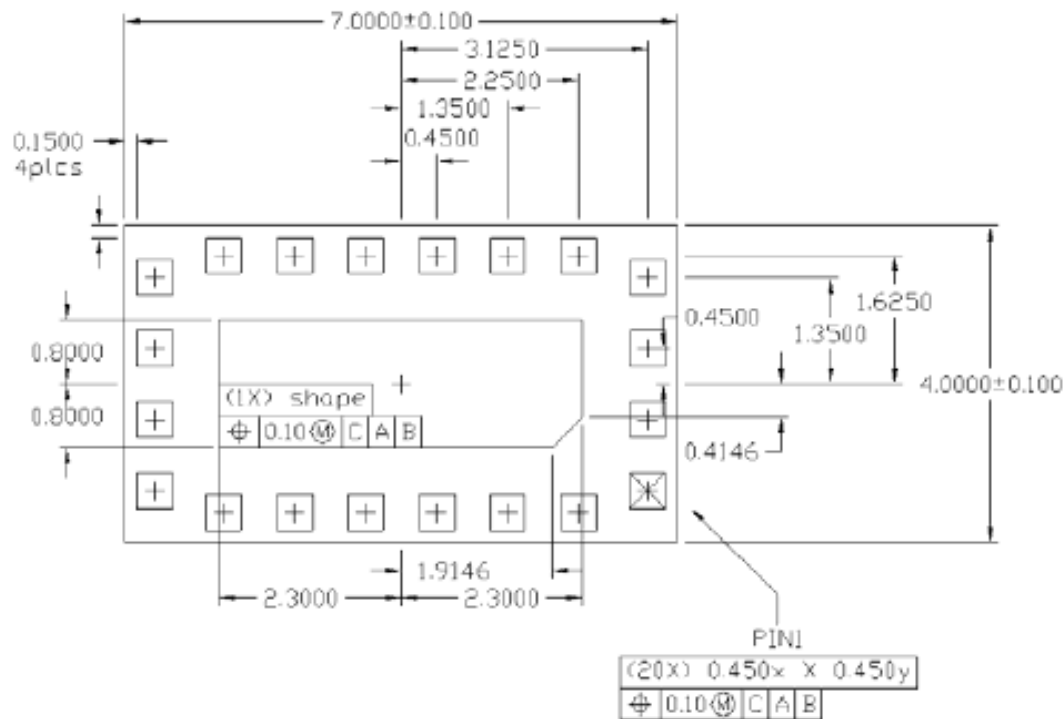 7.0000±0.100
3.1250
2.2500
1.3500
0.4500
0.1500
4plcs
1.6250
0.4500
1.3500
0.8000
4.0000±0.100
(1X) shape
0.8000
⌖ 0.10 Ⓜ C A B
0.4146
1.9146
2.3000 2.3000
PIN1
(20X) 0.450x X 0.450y
⌖ 0.10 Ⓜ C A B